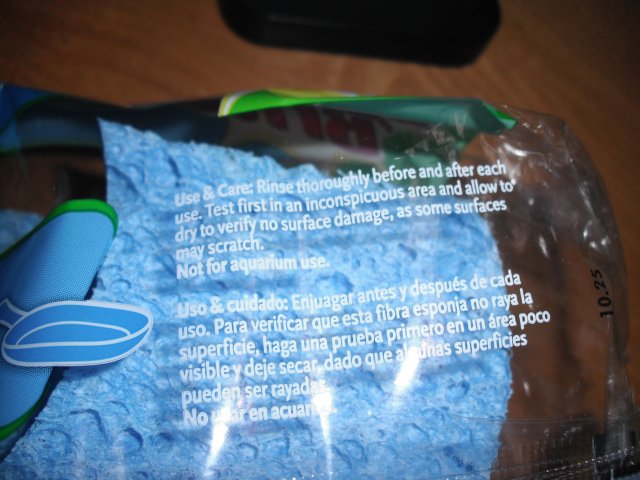 Use & Care: Rinse thoroughly before and after each
use. Test first in an inconspicuous area and allow to
dry to verify no surface damage, as some surfaces
may scratch.
Not for aquarium use.
Uso & cuidado: Enjuagar antes y después de cada
uso. Para verificar que esta fibra esponja no raya la
superficie, haga una prueba primero en un área poco
visible y deje secar, dado que algunas superficies
pueden ser rayadas.
No usar en acuario.
10.25